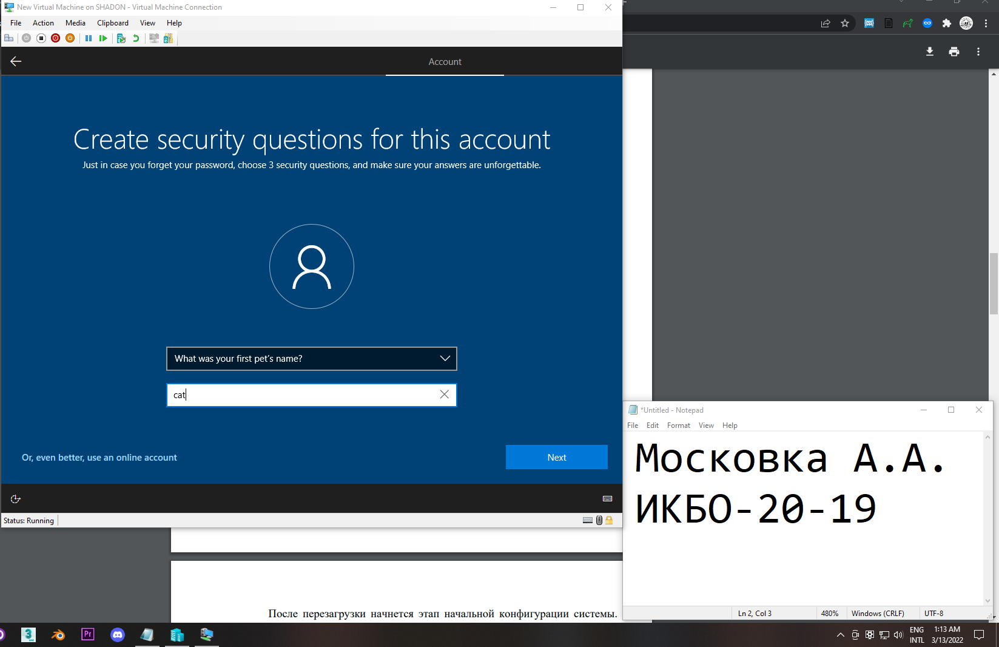 New Virtual Machine on SHADON - Virtual Machine Connection
File Action Media Clipboard View Help
Account
Create security questions for this account
Just in case you forget your password, choose 3 security questions, and make sure your answers are unforgettable.
What was your first pet's name?
cat
Or, even better, use an online account
Next
Status: Running
*Untitled - Notepad
File Edit Format View Help
Московка А.А.
ИКБО-20-19
Ln 2, Col 3 480% Windows (CRLF) UTF-8
После перезагрузки начнется этап начальной конфигурации системы.
3
Pr
ENG
INTL
1:13 AM
3/13/2022